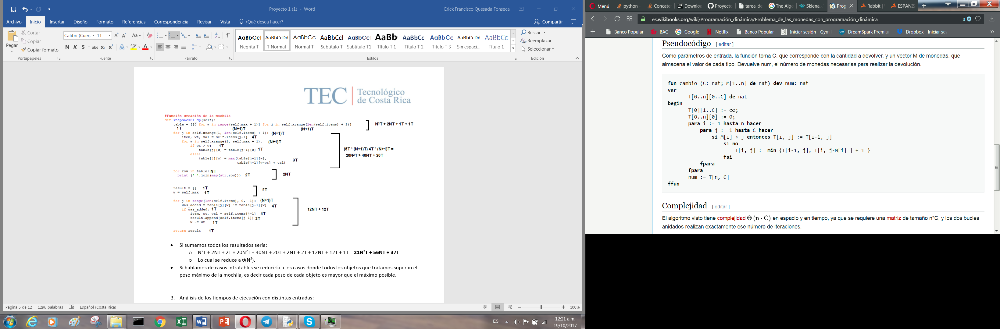 Proyecto 1 (1) - Word
Erick Francisco Quesada Fonseca
Archivo Inicio Insertar Diseño Formato Referencias Correspondencia Revisar Vista ¿Qué desea hacer? Compartir
Pegar
Cortar
Copiar
Copiar formato
Portapapeles
Calibri (Cuerp 11
Fuente
Párrafo
AaBbCc AaBbCcDd AaBbCc AaBbCcI AaBbCc AaBb AaBbCcI AaBbCc AaBbCcDd AaBbCc
Negrita T ¶ Normal Normal T Subtitulo T Subtitulo T1 Título T 1 Titulo T 2 Titulo T 3 Sin espaci... Título 1
Estilos
Buscar
Reemplazar
Seleccionar
Edición
TEC Tecnológico
de Costa Rica
#Función creación de la mochila
def knapsack01_dp(self):
table = [[0 for w in range(self.max + 1)] for j in self.xrange(len(self.items) + 1)] N²T + 2NT + 1T + 1T
1T (N+1)T (N+1)T
for j in self.xrange(1, len(self.items) + 1): (N+1)T
item, wt, val = self.items[j-1] 4T
for w in self.xrange(1, self.max + 1): (N+1)T
if wt > w: 1T
table[j][w] = table[j-1][w] 1T
else:
table[j][w] = max(table[j-1][w],
table[j-1][w-wt] + val) 3T
(5T * (N+1)T) 4T * (N+1)T =
20N²T + 40NT + 20T
for row in table: NT
print (' '.join(map(str,row))) 2T
2NT
result = [] 1T
w = self.max 1T
2T
for j in range(len(self.items), 0, -1): (N+1)T
was_added = table[j][w] != table[j-1][w] 4T
if was_added: 1T
item, wt, val = self.items[j-1] 4T
result.append(self.items[j-1]) 2T
w -= wt 1T
12NT + 12T
return result 1T
• Si sumamos todos los resultados sería:
o N²T + 2NT + 2T + 20N²T + 40NT + 20T + 2NT + 2T + 12NT + 12T + 1T = 21N²T + 56NT + 37T
o Lo cual se reduce a θ(N²).
• Si hablamos de casos intratables se reduciría a los casos donde todos los objetos que tratamos superan el
peso máximo de la mochila, es decir cada peso de cada objeto es mayor que el máximo posible.
B. Análisis de los tiempos de ejecución con distintas entradas:
Página 5 de 12 1296 palabras Español (Costa Rica) 100%
ES
12:21 a.m.
19/10/2017
Menú python Concate Downloa Proyecto tarea_de The Algo Skiena.- Prog Rabbit | ESPANIS
es.wikibooks.org/wiki/Programación_dinámica/Problema_de_las_monedas_con_programación_dinámica 0
Banco Popular BAC Google Netflix Banco Popular Iniciar sesión - Gym DreamSpark Premiu Dropbox - Iniciar ses
Pseudocódigo [ editar ]
Como parámetros de entrada, la función toma C, que corresponde con la cantidad a devolver, y un vector M de monedas, que
almacena el valor de cada tipo. Devuelve num, el número de monedas necesarias para realizar la devolución.
fun cambio (C: nat; M[1..n] de nat) dev num: nat
var
T[0..n][0..C] de nat
begin
T[0][1..C] := ∞;
T[0..n][0] := 0;
para i := 1 hasta n hacer
para j := 1 hasta C hacer
si M[i] > j entonces T[i, j] := T[i-1, j]
si no
T[i, j] := min {T[i-1, j], T[i, j-M[i] ] + 1 }
fsi
fpara
fpara
num := T[n, C]
ffun
Complejidad [ editar ]
El algoritmo visto tiene complejidad Θ (n · C) en espacio y en tiempo, ya que se requiere una matriz de tamaño n*C, y los dos bucles
anidados realizan exactamente ese número de iteraciones.